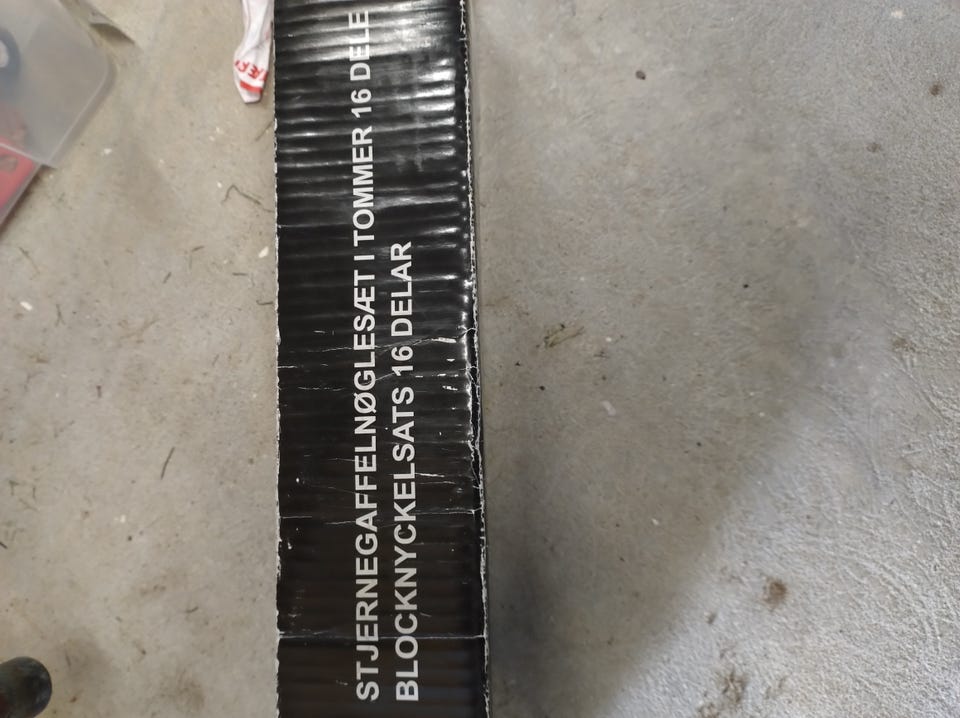 STJERNEGAFFELNØGLESÆT I TOMMER 16 DELE
BLOCKNYCKELSATS 16 DELAR